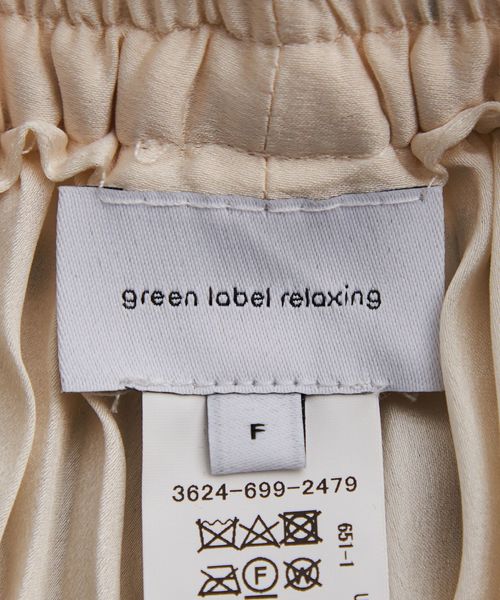 green label relaxing
F
3624-699-2479
651-1
F
W